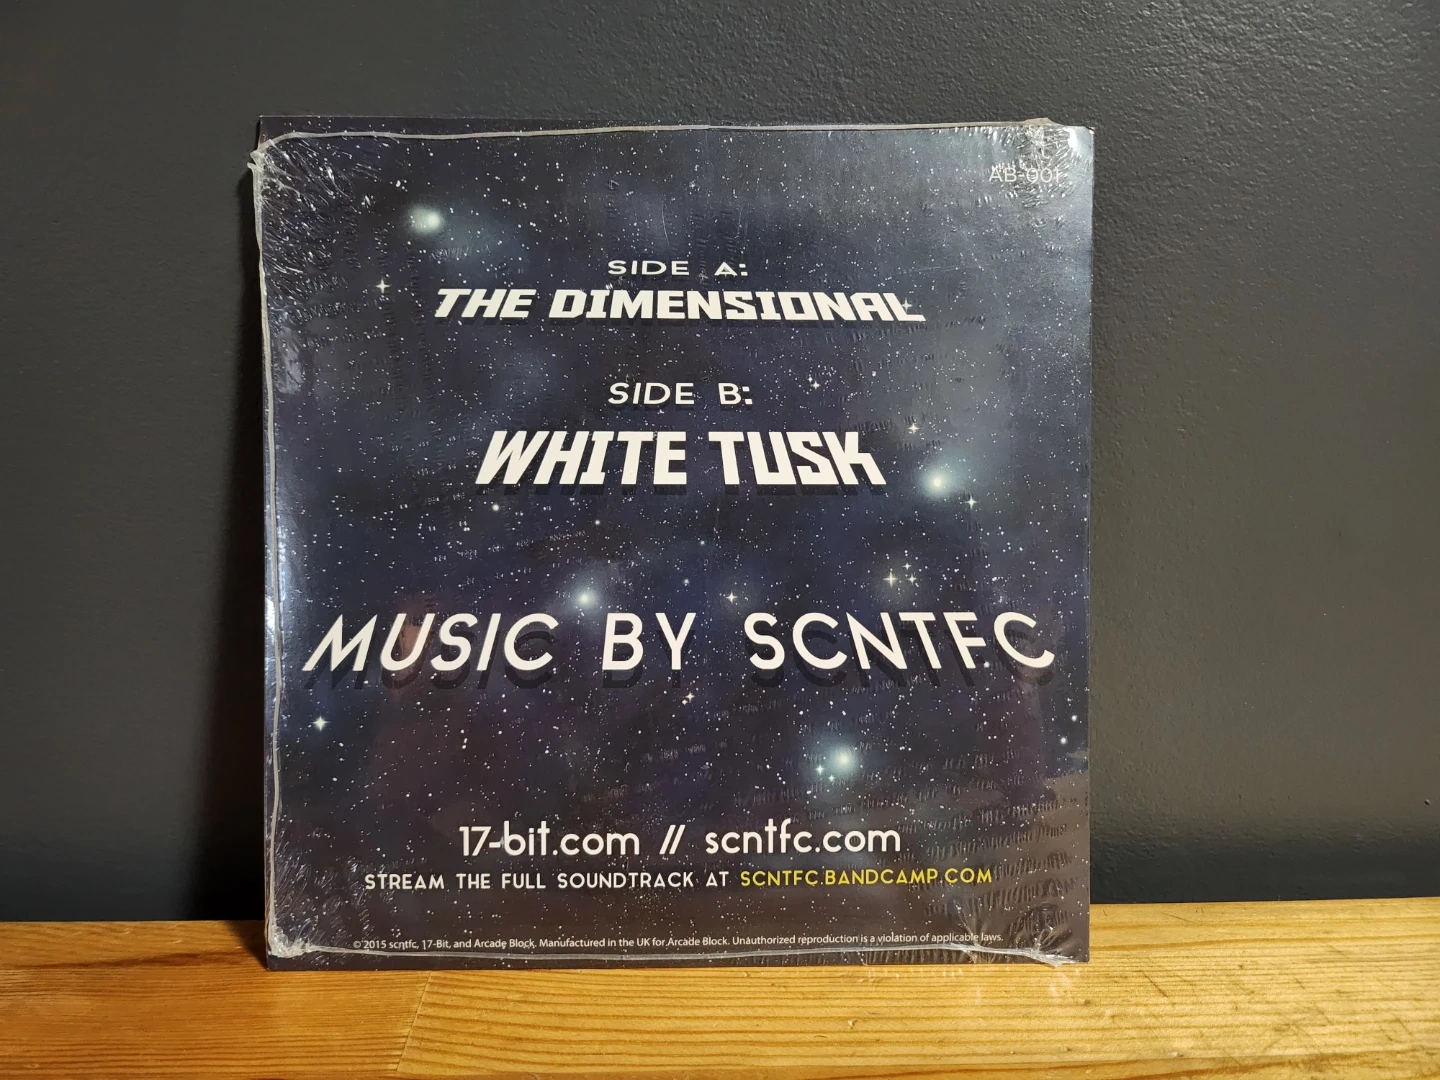 AB-001
SIDE A:
THE DIMENSIONAL
SIDE B:
WHITE TUSK
MUSIC BY SCNTFC
17-bit.com // scntfc.com
STREAM THE FULL SOUNDTRACK AT SCNTFC.BANDCAMP.COM
© 2015 scntfc, 17-Bit, and Arcade Block. Manufactured in the UK for Arcade Block. Unauthorized reproduction is a violation of applicable laws.